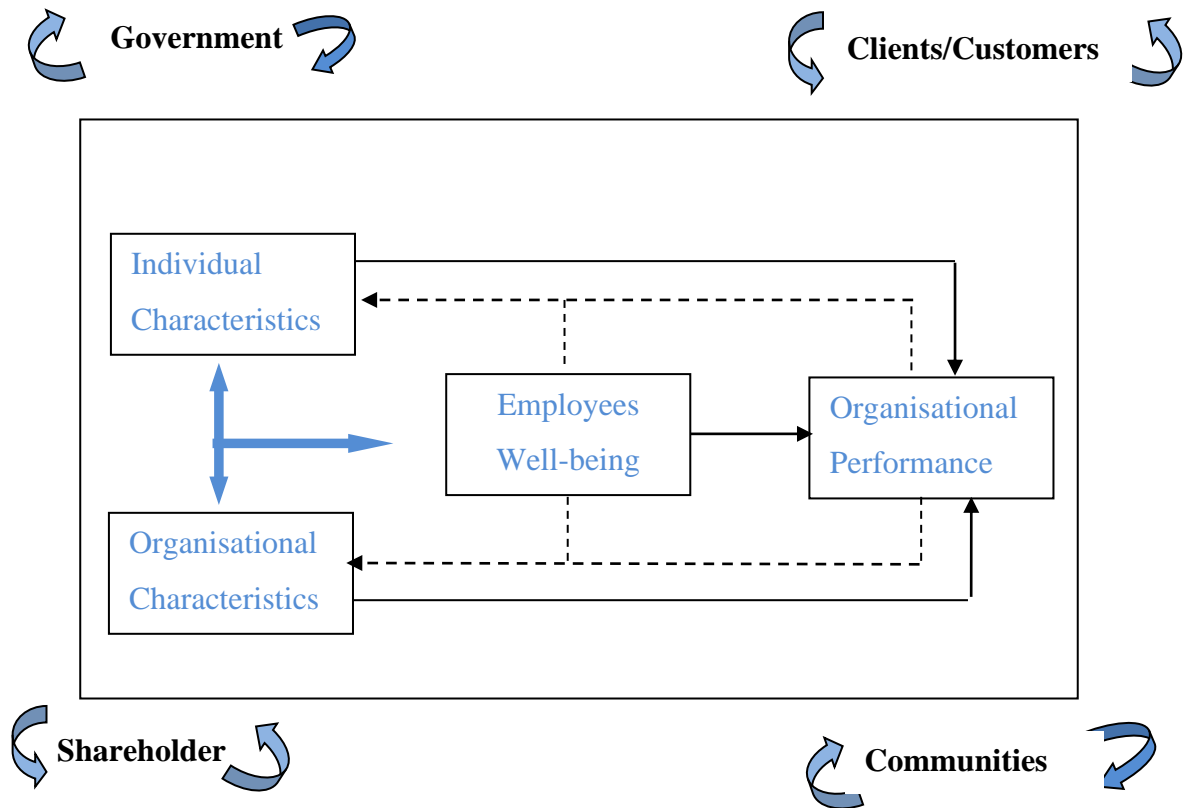 Government
Clients/Customers
Individual
Characteristics
Employees
Well-being
Organisational
Performance
Organisational
Characteristics
Shareholder
Communities